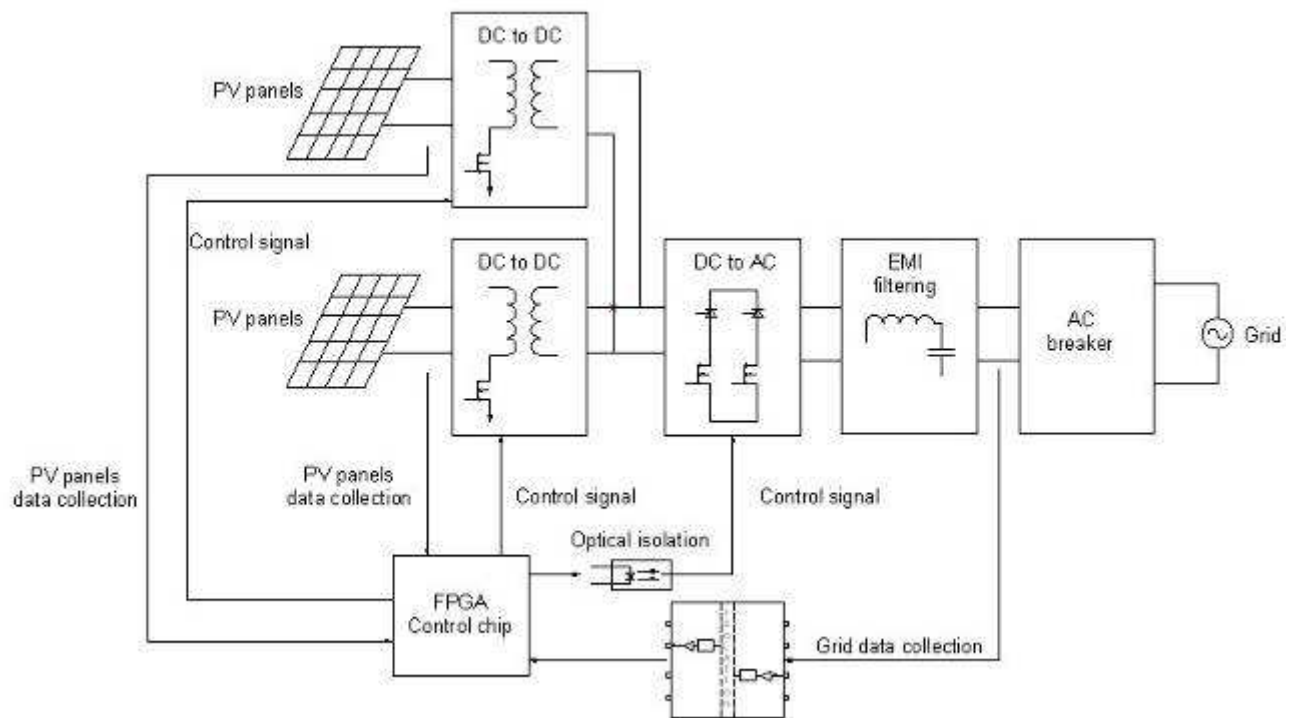 DC to DC
PV panels
Control signal
DC to DC
DC to AC
EMI
filtering
PV panels
AC
breaker
Grid
PV panels
data collection
PV panels
data collection
Control signal
Control signal
Optical isolation
FPGA
Control chip
Grid data collection